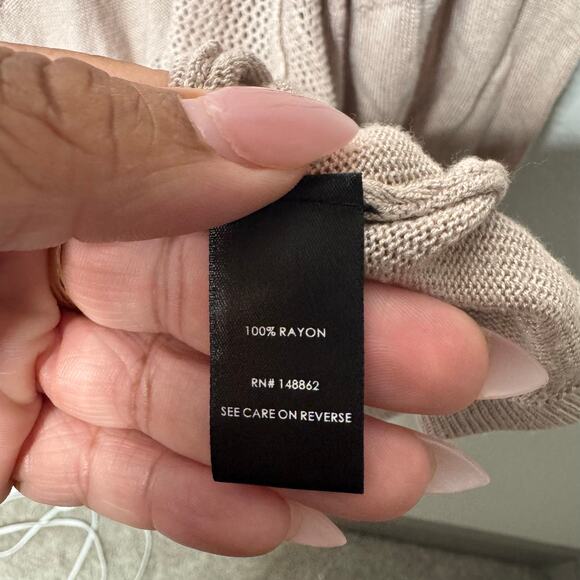 100% RAYON
RN# 148862
SEE CARE ON REVERSE